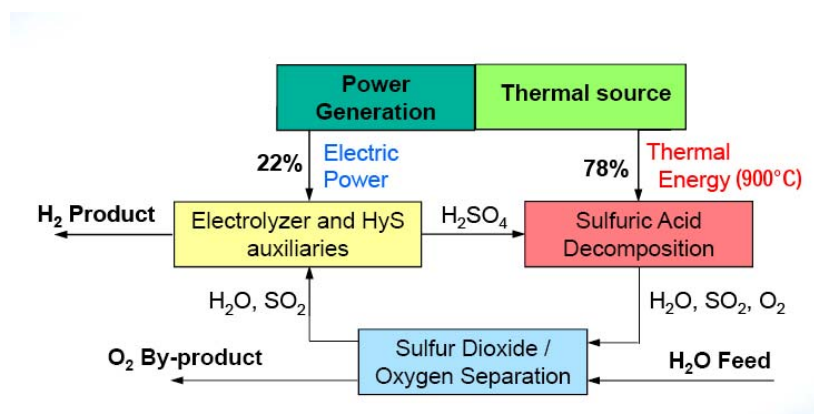 Power
Generation
Thermal source
22%
Electric
Power
78%
Thermal
Energy (900°C)
H₂ Product
Electrolyzer and HyS
auxiliaries
H₂SO₄
Sulfuric Acid
Decomposition
H₂O, SO₂
H₂O, SO₂, O₂
O₂ By-product
Sulfur Dioxide /
Oxygen Separation
H₂O Feed